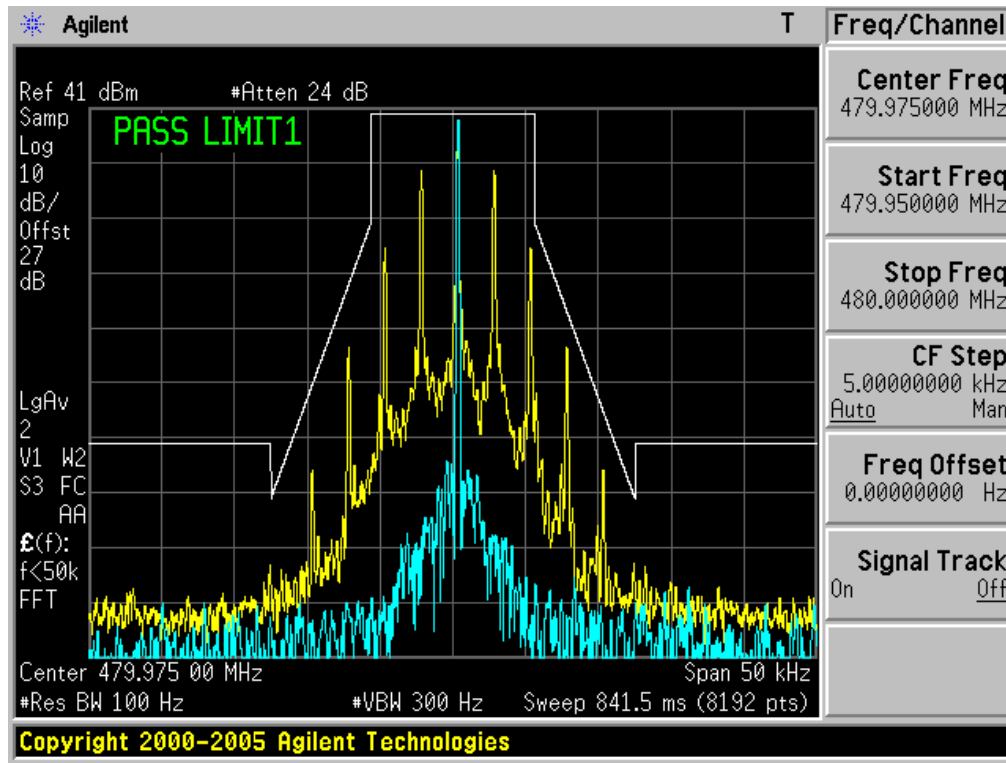 Agilent T Freq/Channel
Ref 41 dBm #Atten 24 dB
Samp
Log
10
dB/
Offst
27
dB
PASS LIMIT1
LgAv
2
V1 W2
S3 FC
AA
£(f):
f<50k
FFT
Center 479.975 00 MHz Span 50 kHz
#Res BW 100 Hz #VBW 300 Hz Sweep 841.5 ms (8192 pts)
Copyright 2000-2005 Agilent Technologies
Center Freq
479.975000 MHz
Start Freq
479.950000 MHz
Stop Freq
480.000000 MHz
CF Step
5.00000000 kHz
Auto Man
Freq Offset
0.00000000 Hz
Signal Track
On Off